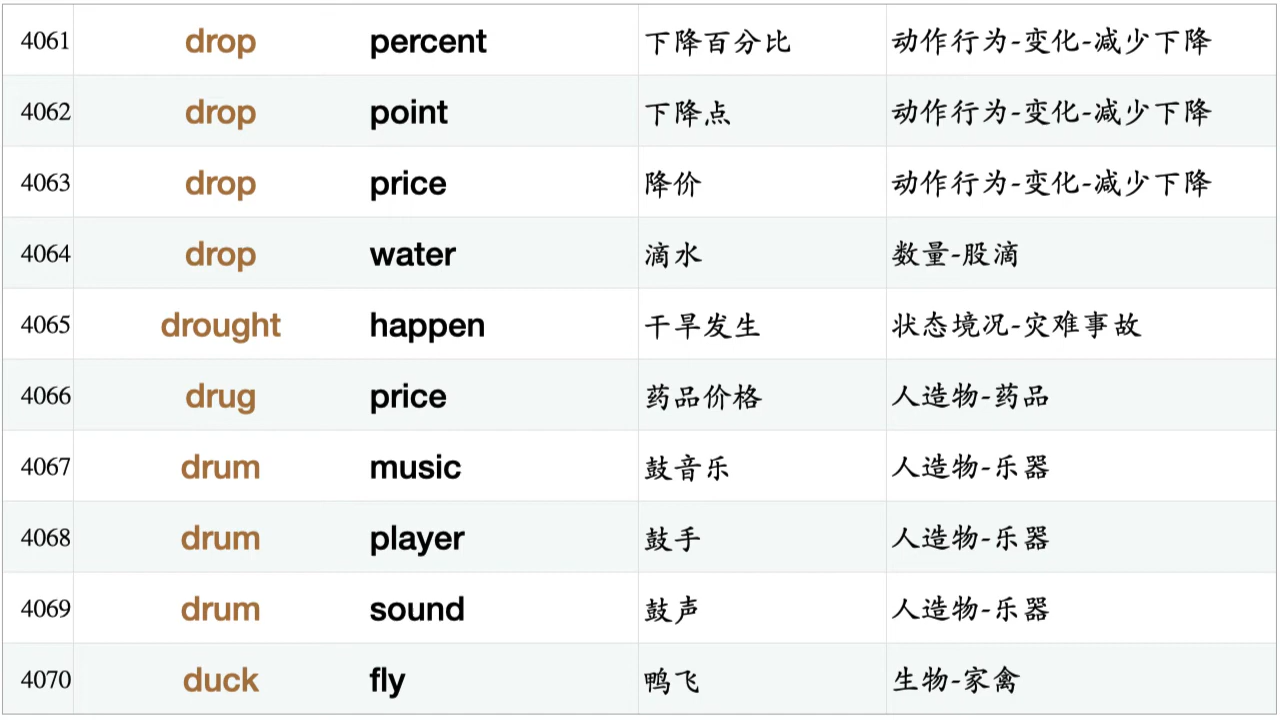 4061 drop percent 下降百分比 动作行为-变化-减少下降
4062 drop point 下降点 动作行为-变化-减少下降
4063 drop price 降价 动作行为-变化-减少下降
4064 drop water 滴水 数量-股滴
4065 drought happen 干旱发生 状态境况-灾难事故
4066 drug price 药品价格 人造物-药品
4067 drum music 鼓音乐 人造物-乐器
4068 drum player 鼓手 人造物-乐器
4069 drum sound 鼓声 人造物-乐器
4070 duck fly 鸭飞 生物-家禽